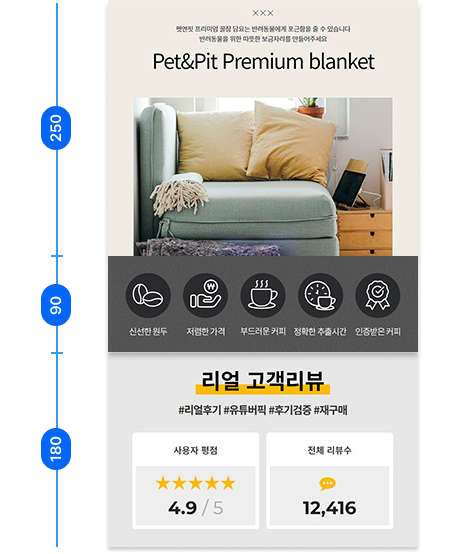 ×××
펫앤핏 프리미엄 꿀잠 담요는 반려동물에게 포근함을 줄 수 있습니다
반려동물을 위한 따뜻한 보금자리를 만들어주세요
Pet&Pit Premium blanket
250
₩
신선한 원두 저렴한 가격 부드러운 커피 정확한 추출시간 인증받은 커피
90
리얼 고객리뷰
#리얼후기 #유튜버픽 #후기검증 #재구매
사용자 평점
★★★★★
4.9 / 5
전체 리뷰수
12,416
180